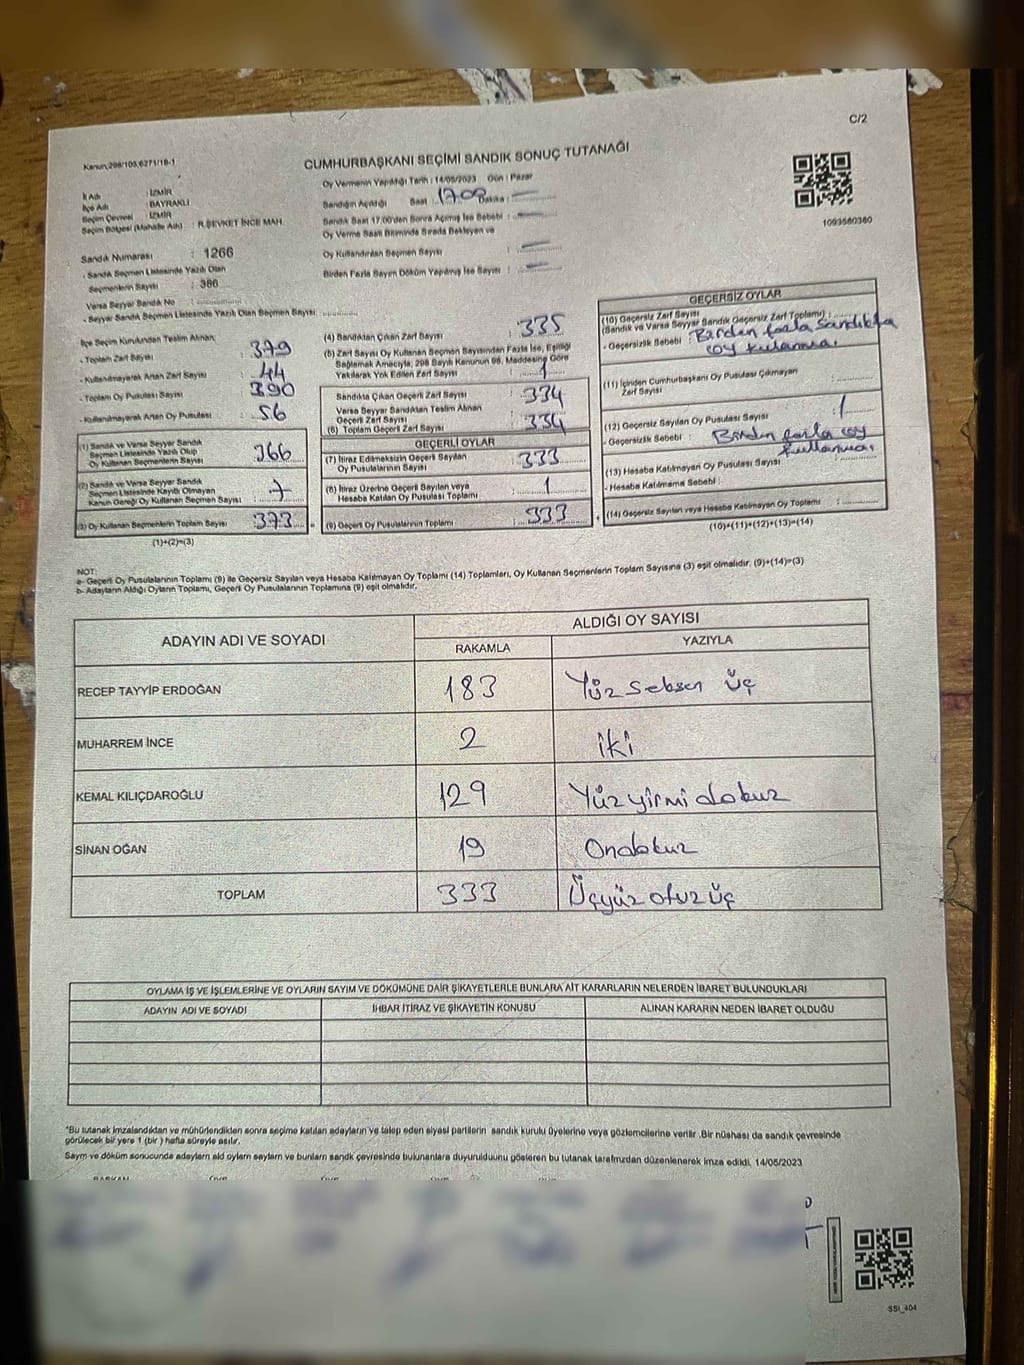 C/2
Kanun,298/105,6271/18-1
CUMHURBAŞKANI SEÇİMİ SANDIK SONUÇ TUTANAĞI
İl Adı : İZMİR
İlçe Adı : BAYRAKLI
Seçim Çevresi : İZMİR
Seçim Bölgesi (Mahalle Adı) : R.ŞEVKET İNCE MAH.
Oy Vermenin Yapıldığı Tarih : 14/05/2023 Gün : Pazar
Sandığın Açıldığı Saat : 17.00 Dakika :
Sandık Saat 17:00'den Sonra Açılmış İse Sebebi :
Oy Verme Saati Bitiminde Sırada Bekleyen ve
Oy Kullandırılan Seçmen Sayısı :
Birden Fazla Sayım Döküm Yapılmış İse Sayısı :
1093580380
Sandık Numarası : 1266
- Sandık Seçmen Listesinde Yazılı Olan
Seçmenlerin Sayısı : 386
Varsa Seyyar Sandık No :
- Seyyar Sandık Seçmen Listesinde Yazılı Olan Seçmen Sayısı:
İlçe Seçim Kurulundan Teslim Alınan;
- Toplam Zarf Sayısı : 379
- Kullanılmayarak Artan Zarf Sayısı : 44
- Toplam Oy Pusulası Sayısı : 390
- Kullanılmayarak Artan Oy Pusulası : 56
(1) Sandık ve Varsa Seyyar Sandık
Seçmen Listesinde Yazılı Olup
Oy Kullanan Seçmenlerin Sayısı : 366
(2) Sandık ve Varsa Seyyar Sandık
Seçmen Listesinde Kayıtlı Olmayan
Kanun Gereği Oy Kullanan Seçmen Sayısı : 7
(3) Oy Kullanan Seçmenlerin Toplam Sayısı : 373
(1)+(2)=(3)
(4) Sandıktan Çıkan Zarf Sayısı : 335
(5) Zarf Sayısı Oy Kullanan Seçmen Sayısından Fazla İse, Eşitliği
Sağlamak Amacıyla, 298 Sayılı Kanunun 98. Maddesine Göre
Yakılarak Yok Edilen Zarf Sayısı : 1
Sandıkta Çıkan Geçerli Zarf Sayısı : 334
Varsa Seyyar Sandıktan Teslim Alınan
Geçerli Zarf Sayısı
(6) Toplam Geçerli Zarf Sayısı : 334
GEÇERLİ OYLAR
(7) İtiraz Edilmeksizin Geçerli Sayılan
Oy Pusulalarının Sayısı : 333
(8) İtiraz Üzerine Geçerli Sayılan veya
Hesaba Katılan Oy Pusulası Toplamı : 1
(9) Geçerli Oy Pusulalarının Toplamı : 333
GEÇERSİZ OYLAR
(10) Geçersiz Zarf Sayısı
(Sandık ve Varsa Seyyar Sandık Geçersiz Zarf Toplamı) :
- Geçersizlik Sebebi : Birden fazla Sandıkta
oy kullanma.
(11) İçinden Cumhurbaşkanı Oy Pusulası Çıkmayan
Zarf Sayısı :
(12) Geçersiz Sayılan Oy Pusulası Sayısı : 1
- Geçersizlik Sebebi : Birden fazla oy
kullanma.
(13) Hesaba Katılmayan Oy Pusulası Sayısı :
- Hesaba Katılmama Sebebi :
(14) Geçersiz Sayılan veya Hesaba Katılmayan Oy Toplamı :
(10)+(11)+(12)+(13)=(14)
NOT:
a- Geçerli Oy Pusulalarının Toplamı (9) ile Geçersiz Sayılan veya Hesaba Katılmayan Oy Toplamı (14) Toplamları, Oy Kullanan Seçmenlerin Toplam Sayısına (3) eşit olmalıdır. (9)+(14)=(3)
b- Adayların Aldığı Oyların Toplamı, Geçerli Oy Pusulalarının Toplamına (9) eşit olmalıdır.
ADAYIN ADI VE SOYADI
ALDIĞI OY SAYISI
RAKAMLA YAZIYLA
RECEP TAYYİP ERDOĞAN 183 Yüz seksen üç
MUHARREM İNCE 2 iki
KEMAL KILIÇDAROĞLU 129 Yüz yirmi dokuz
SİNAN OĞAN 19 Ondokuz
TOPLAM 333 Üçyüz otuz üç
OYLAMA İŞ VE İŞLEMLERİNE VE OYLARIN SAYIM VE DÖKÜMÜNE DAİR ŞİKAYETLERLE BUNLARA AİT KARARLARIN NELERDEN İBARET BULUNDUKLARI
ADAYIN ADI VE SOYADI İHBAR İTİRAZ VE ŞİKAYETİN KONUSU ALINAN KARARIN NEDEN İBARET OLDUĞU
*Bu tutanak imzalandıktan ve mühürlendikten sonra seçime katılan adayların ve talep eden siyasi partilerin sandık kurulu üyelerine veya gözlemcilerine verilir .Bir nüshası da sandık çevresinde
görülecek bir yere 1 (bir ) hafta süreyle asılır.
Sayım ve döküm sonucunda adayların ald oyların sayıları ve bunların sandık çevresinde bulunanlara duyurulduunu gösteren bu tutanak tarafımızdan düzenlenerek imza edildi. 14/05/2023
SSİ_404